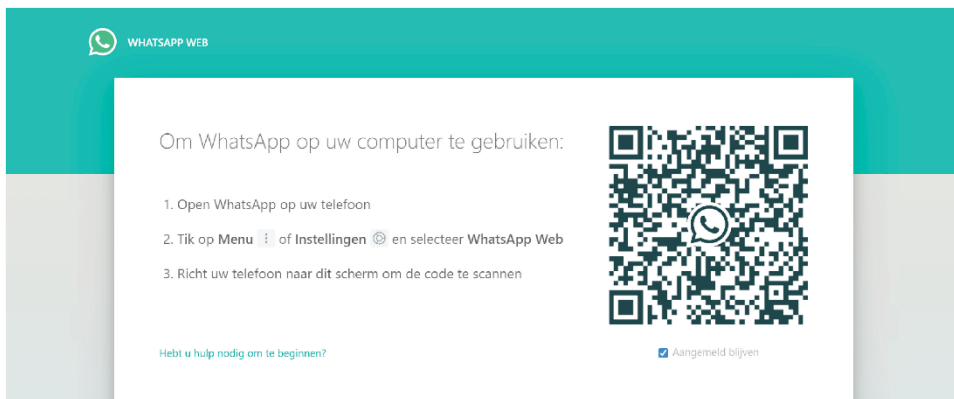 WHATSAPP WEB
Om WhatsApp op uw computer te gebruiken:
1. Open WhatsApp op uw telefoon
2. Tik op Menu of Instellingen en selecteer WhatsApp Web
3. Richt uw telefoon naar dit scherm om de code te scannen
Hebt u hulp nodig om te beginnen?
Aangemeld blijven